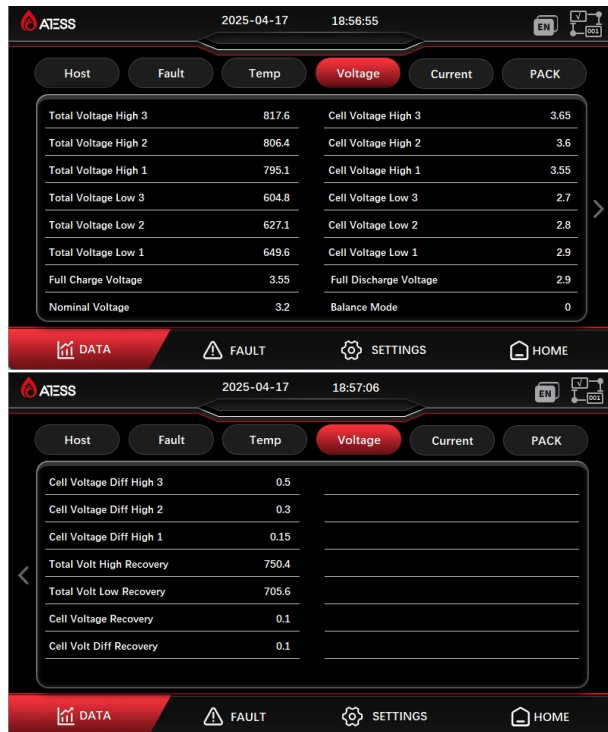 ATESS 2025-04-17 18:56:55 EN 001
Host Fault Temp Voltage Current PACK
Total Voltage High 3 817.6 Cell Voltage High 3 3.65
Total Voltage High 2 806.4 Cell Voltage High 2 3.6
Total Voltage High 1 795.1 Cell Voltage High 1 3.55
Total Voltage Low 3 604.8 Cell Voltage Low 3 2.7
Total Voltage Low 2 627.1 Cell Voltage Low 2 2.8
Total Voltage Low 1 649.6 Cell Voltage Low 1 2.9
Full Charge Voltage 3.55 Full Discharge Voltage 2.9
Nominal Voltage 3.2 Balance Mode 0
DATA FAULT SETTINGS HOME
ATESS 2025-04-17 18:57:06 EN 001
Host Fault Temp Voltage Current PACK
Cell Voltage Diff High 3 0.5
Cell Voltage Diff High 2 0.3
Cell Voltage Diff High 1 0.15
Total Volt High Recovery 750.4
Total Volt Low Recovery 705.6
Cell Voltage Recovery 0.1
Cell Volt Diff Recovery 0.1
DATA FAULT SETTINGS HOME